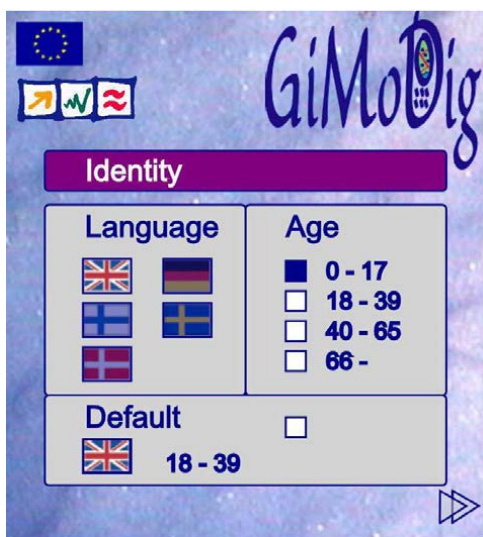 GiMoDig
Identity
Language
Age
0 - 17
18 - 39
40 - 65
66 -
Default
18 - 39